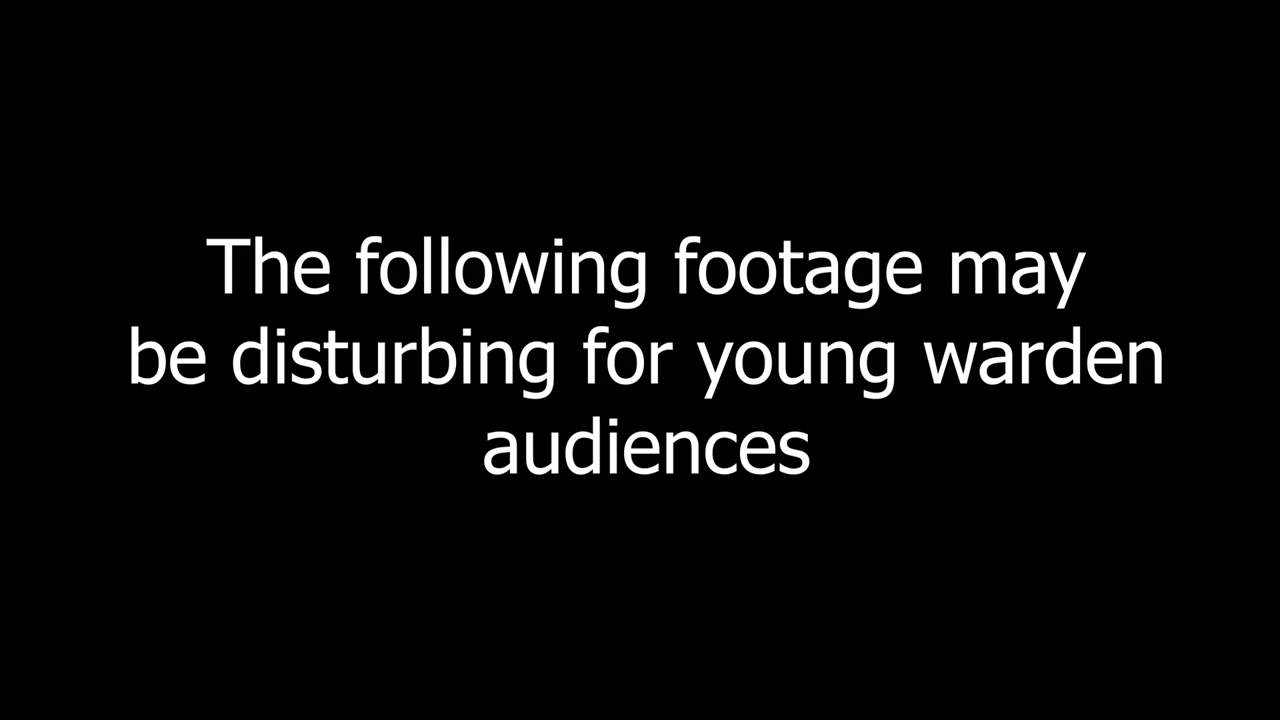 The following footage may
be disturbing for young warden
audiences